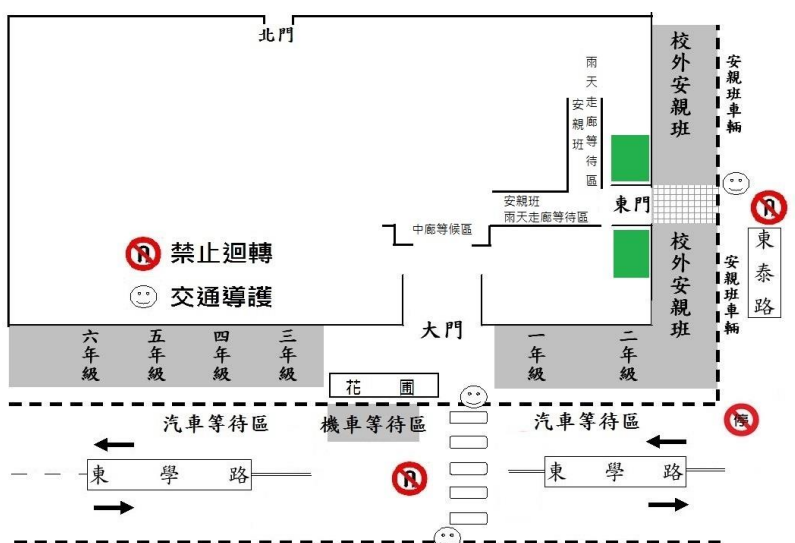 北門
校外安親班
安親班車輛
雨天走廊等待區
安親班
東門
安親班
雨天走廊等待區
中廊等候區
禁止迴轉
交通導護
校外安親班
安親班車輛
東泰路
大門
六年級
五年級
四年級
三年級
一年級
二年級
花圃
汽車等待區
機車等待區
汽車等待區
停
東學路
東學路